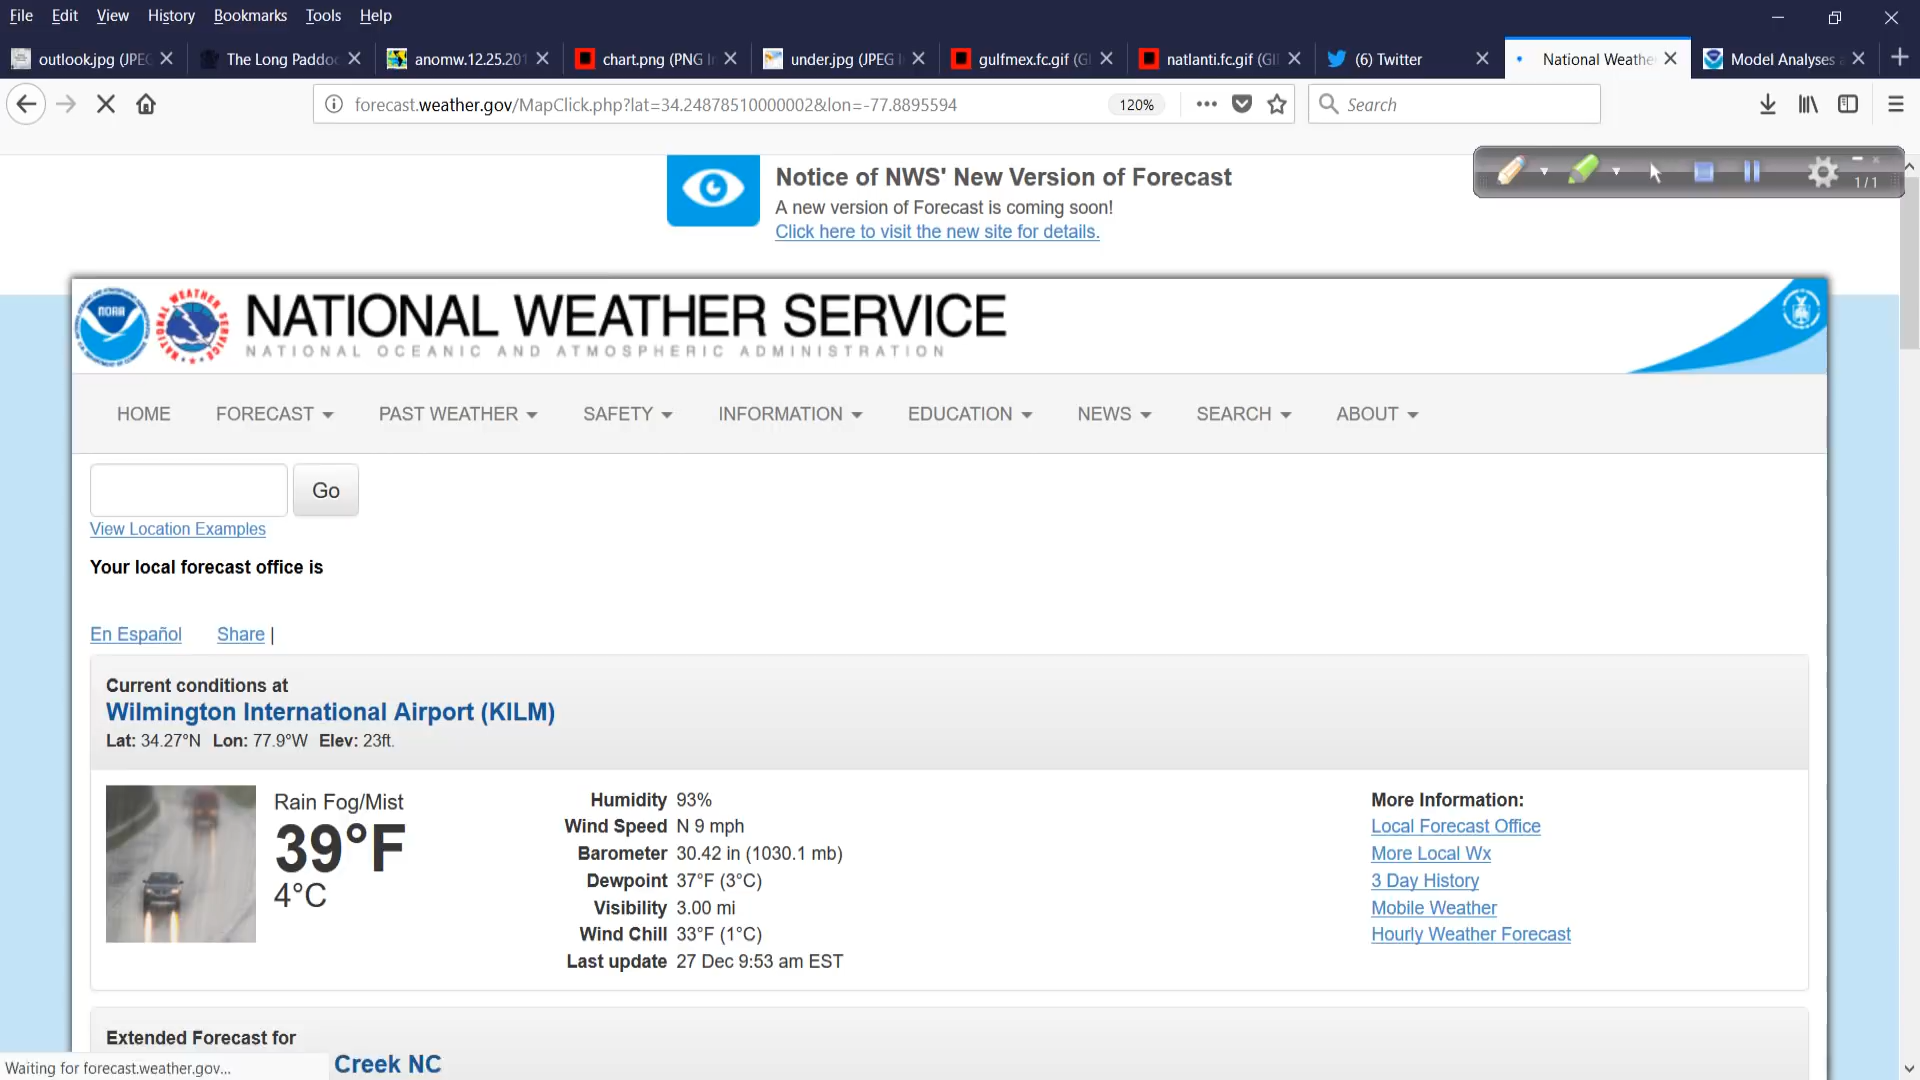 File Edit View History Bookmarks Tools Help
outlook.jpg (JPEG The Long Paddoc anomw.12.25.201 chart.png (PNG I under.jpg (JPEG I gulfmex.fc.gif (GI natlanti.fc.gif (GI (6) Twitter National Weathe Model Analyses a
forecast.weather.gov/MapClick.php?lat=34.24878510000002&lon=-77.8895594 120% Search
Notice of NWS' New Version of Forecast
A new version of Forecast is coming soon!
Click here to visit the new site for details.
1/1
NOAA WEATHER SERVICE
NATIONAL WEATHER SERVICE
NATIONAL OCEANIC AND ATMOSPHERIC ADMINISTRATION
HOME FORECAST PAST WEATHER SAFETY INFORMATION EDUCATION NEWS SEARCH ABOUT
Go
View Location Examples
Your local forecast office is
En Español Share |
Current conditions at
Wilmington International Airport (KILM)
Lat: 34.27°N Lon: 77.9°W Elev: 23ft.
Rain Fog/Mist
39°F
4°C
Humidity 93%
Wind Speed N 9 mph
Barometer 30.42 in (1030.1 mb)
Dewpoint 37°F (3°C)
Visibility 3.00 mi
Wind Chill 33°F (1°C)
Last update 27 Dec 9:53 am EST
More Information:
Local Forecast Office
More Local Wx
3 Day History
Mobile Weather
Hourly Weather Forecast
Extended Forecast for
Creek NC
Waiting for forecast.weather.gov...